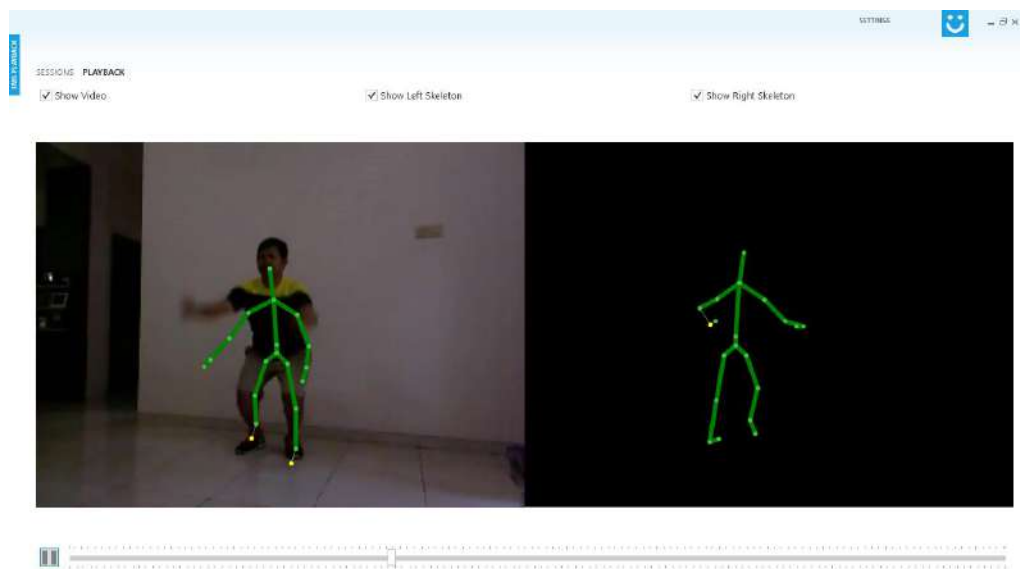 SETTINGS
SESSIONS PLAYBACK
Show Video
Show Left Skeleton
Show Right Skeleton